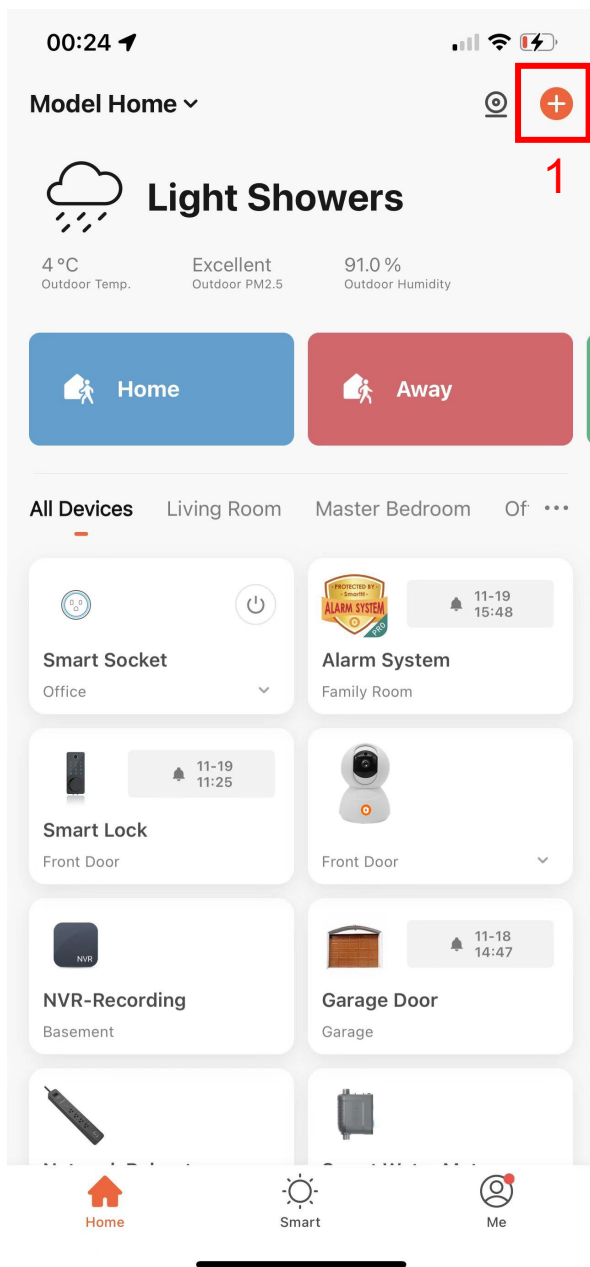 00:24
Model Home
1
Light Showers
4 °C Excellent 91.0 %
Outdoor Temp. Outdoor PM2.5 Outdoor Humidity
Home Away
All Devices Living Room Master Bedroom Of
PROTECTED BY
ALARM SYSTEM
PRO
11-19
15:48
Smart Socket Alarm System
Office Family Room
11-19
11:25
Smart Lock
Front Door Front Door
NVR
11-18
14:47
NVR-Recording Garage Door
Basement Garage
Home Smart Me